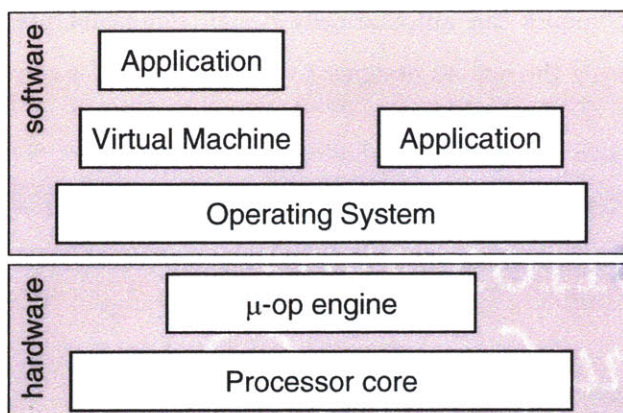 software
Application
Virtual Machine
Application
Operating System
hardware
μ-op engine
Processor core